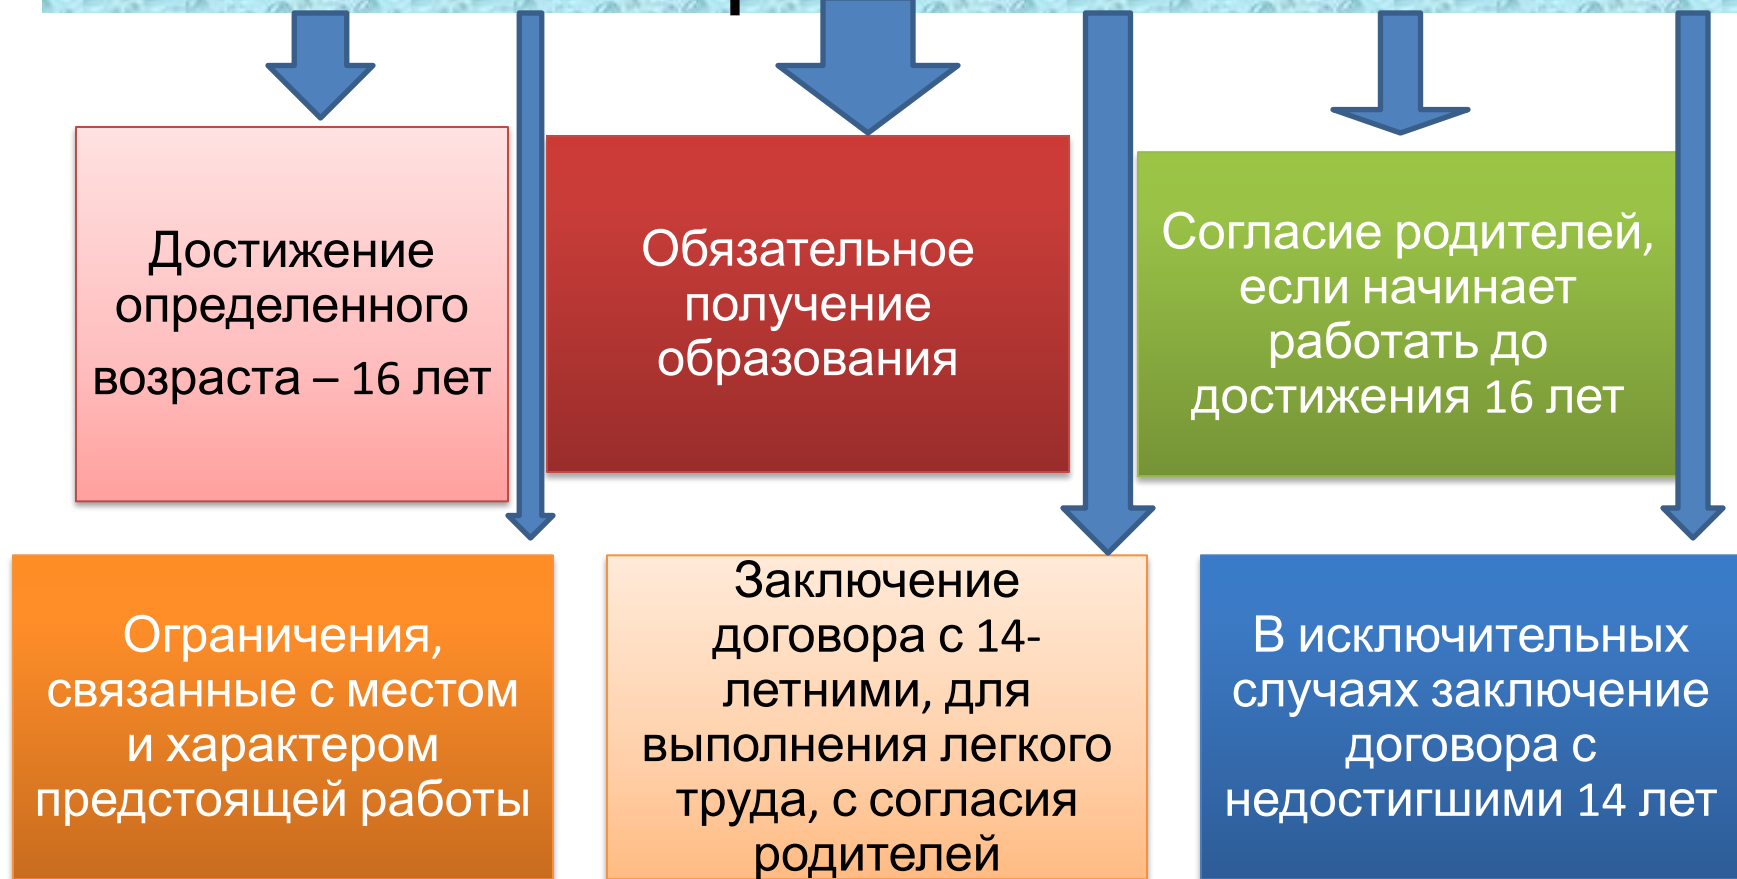 Достижение
определенного
возраста – 16 лет
Обязательное
получение
образования
Согласие родителей,
если начинает
работать до
достижения 16 лет
Ограничения,
связанные с местом
и характером
предстоящей работы
Заключение
договора с 14-
летними, для
выполнения легкого
труда, с согласия
родителей
В исключительных
случаях заключение
договора с
недостигшими 14 лет